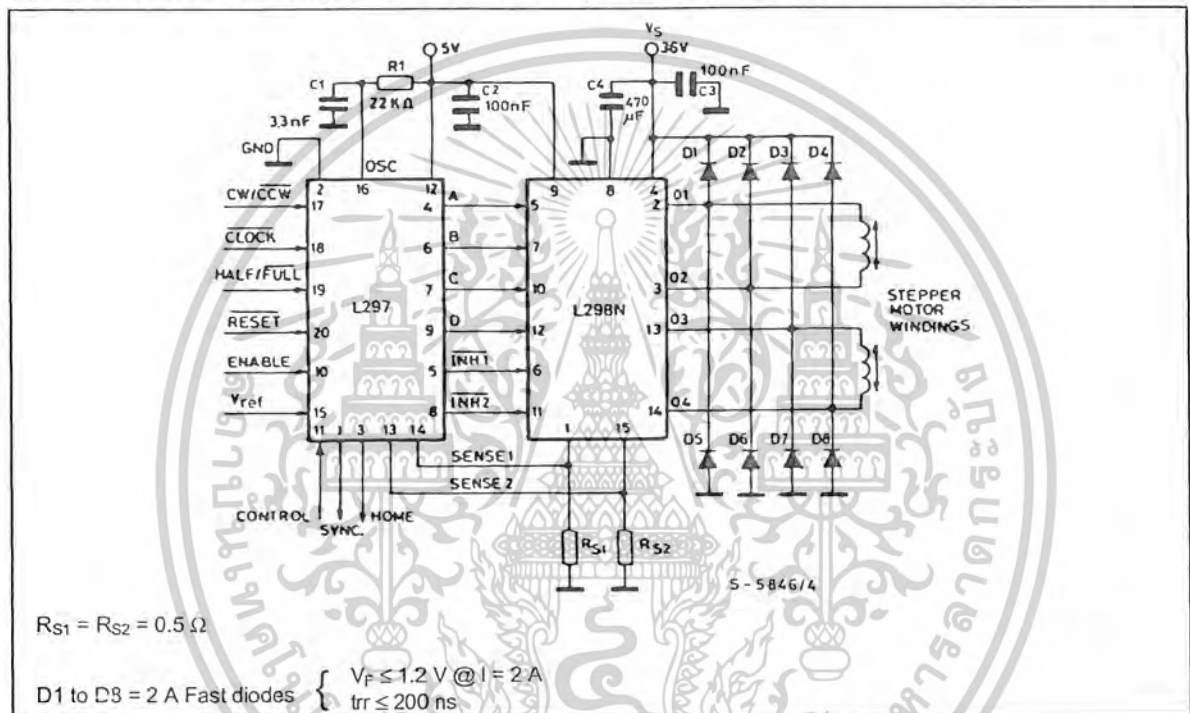 Vs
5V
36V
R1
C1
22 KΩ
3.3nF
C2
100nF
C4
470
µF
100nF
C3
GND
OSC
D1
D2
D3
D4
2
16
12
9
8
4
CW/CCW
17
4
A
5
2
O1
CLOCK
18
6
B
7
HALF/FULL
19
7
C
10
3
O2
L297
L298N
STEPPER
MOTOR
WINDINGS
RESET
20
9
D
12
13
O3
ENABLE
10
5
INH1
6
Vref
15
8
INH2
11
14
O4
11
1
3
13
14
1
15
D5
D6
D7
D8
SENSE1
SENSE 2
CONTROL
SYNC.
HOME
RS1
RS2
S-5846/4
RS1 = RS2 = 0.5 Ω
VF ≤ 1.2 V @ I = 2 A
D1 to D8 = 2 A Fast diodes {
trr ≤ 200 ns